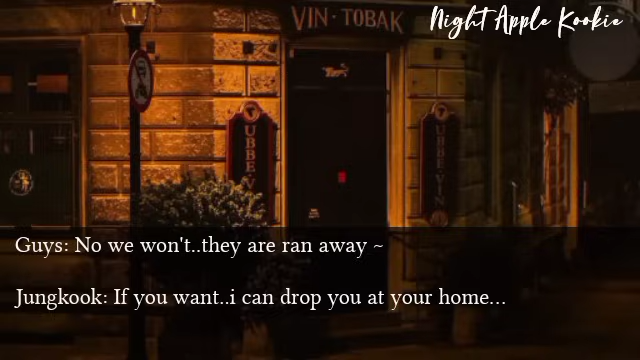 VIN·TOBAK
Night Apple Kookie
Guys: No we won't..they are ran away ~
Jungkook: If you want..i can drop you at your home...